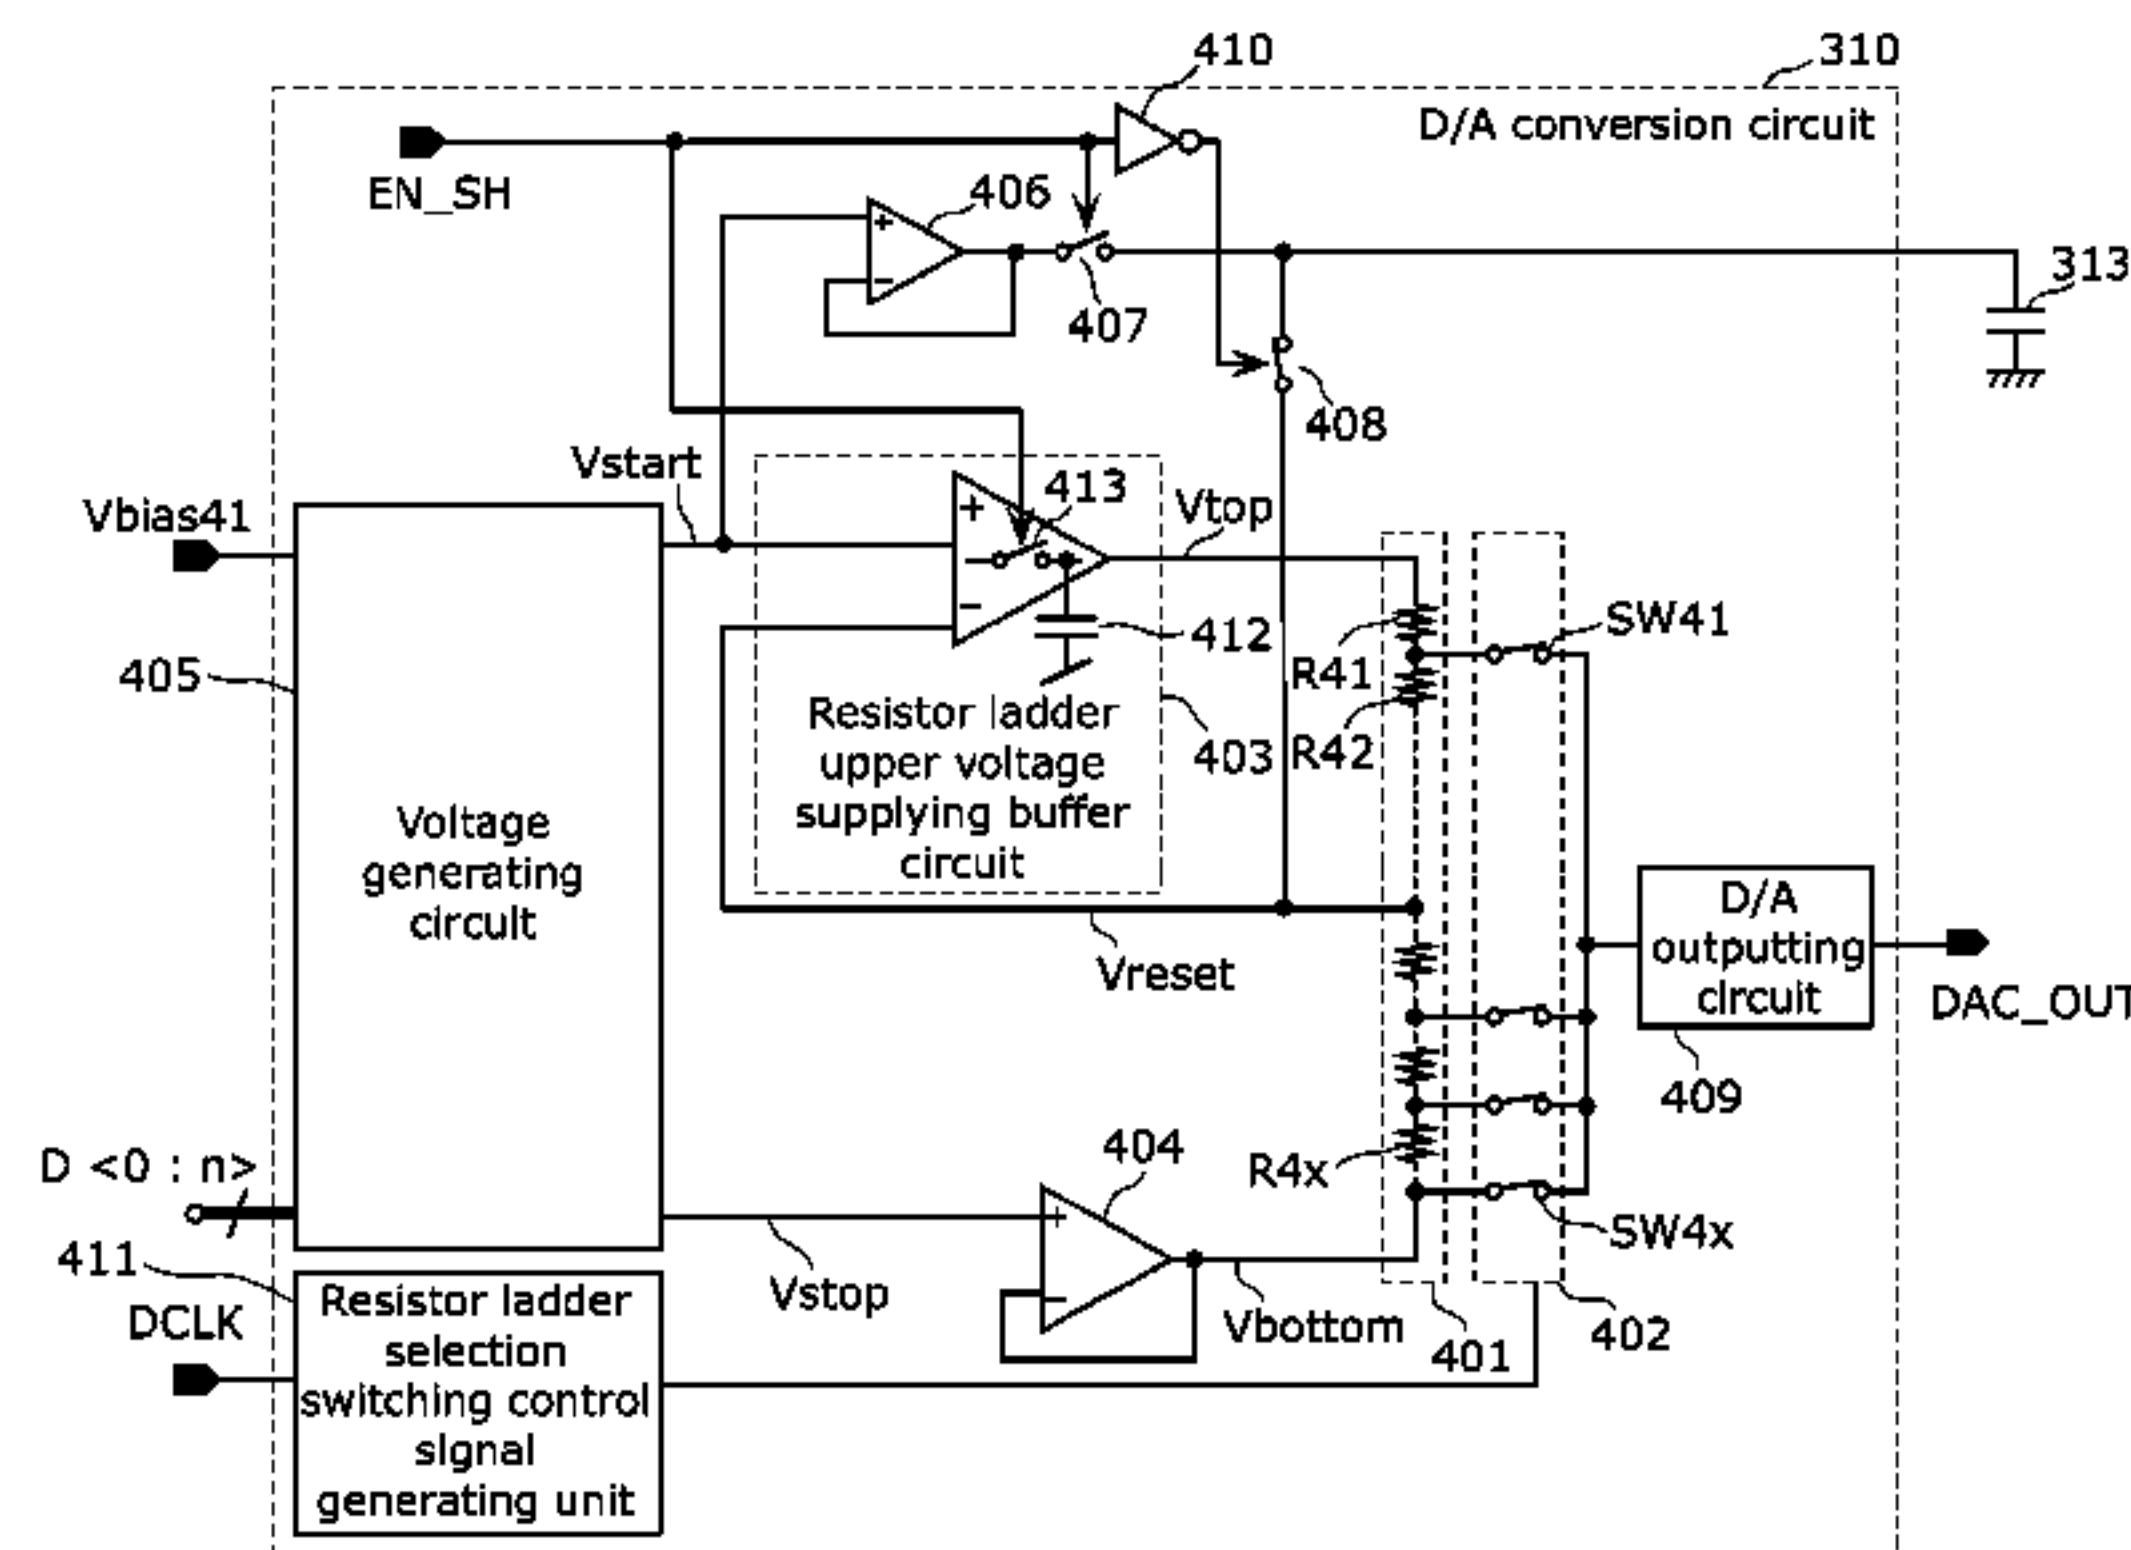 410
310
D/A conversion circuit
EN_SH
406
313
407
408
Vstart
413
Vtop
Vbias41
SW41
412
R41
405
Resistor ladder
upper voltage
supplying buffer
circuit
403
R42
Voltage
generating
circuit
D/A
outputting
circuit
Vreset
DAC_OUT
409
404
D <0 : n>
R4x
SW4x
411
Vstop
Vbottom
401
402
DCLK
Resistor ladder
selection
switching control
signal
generating unit